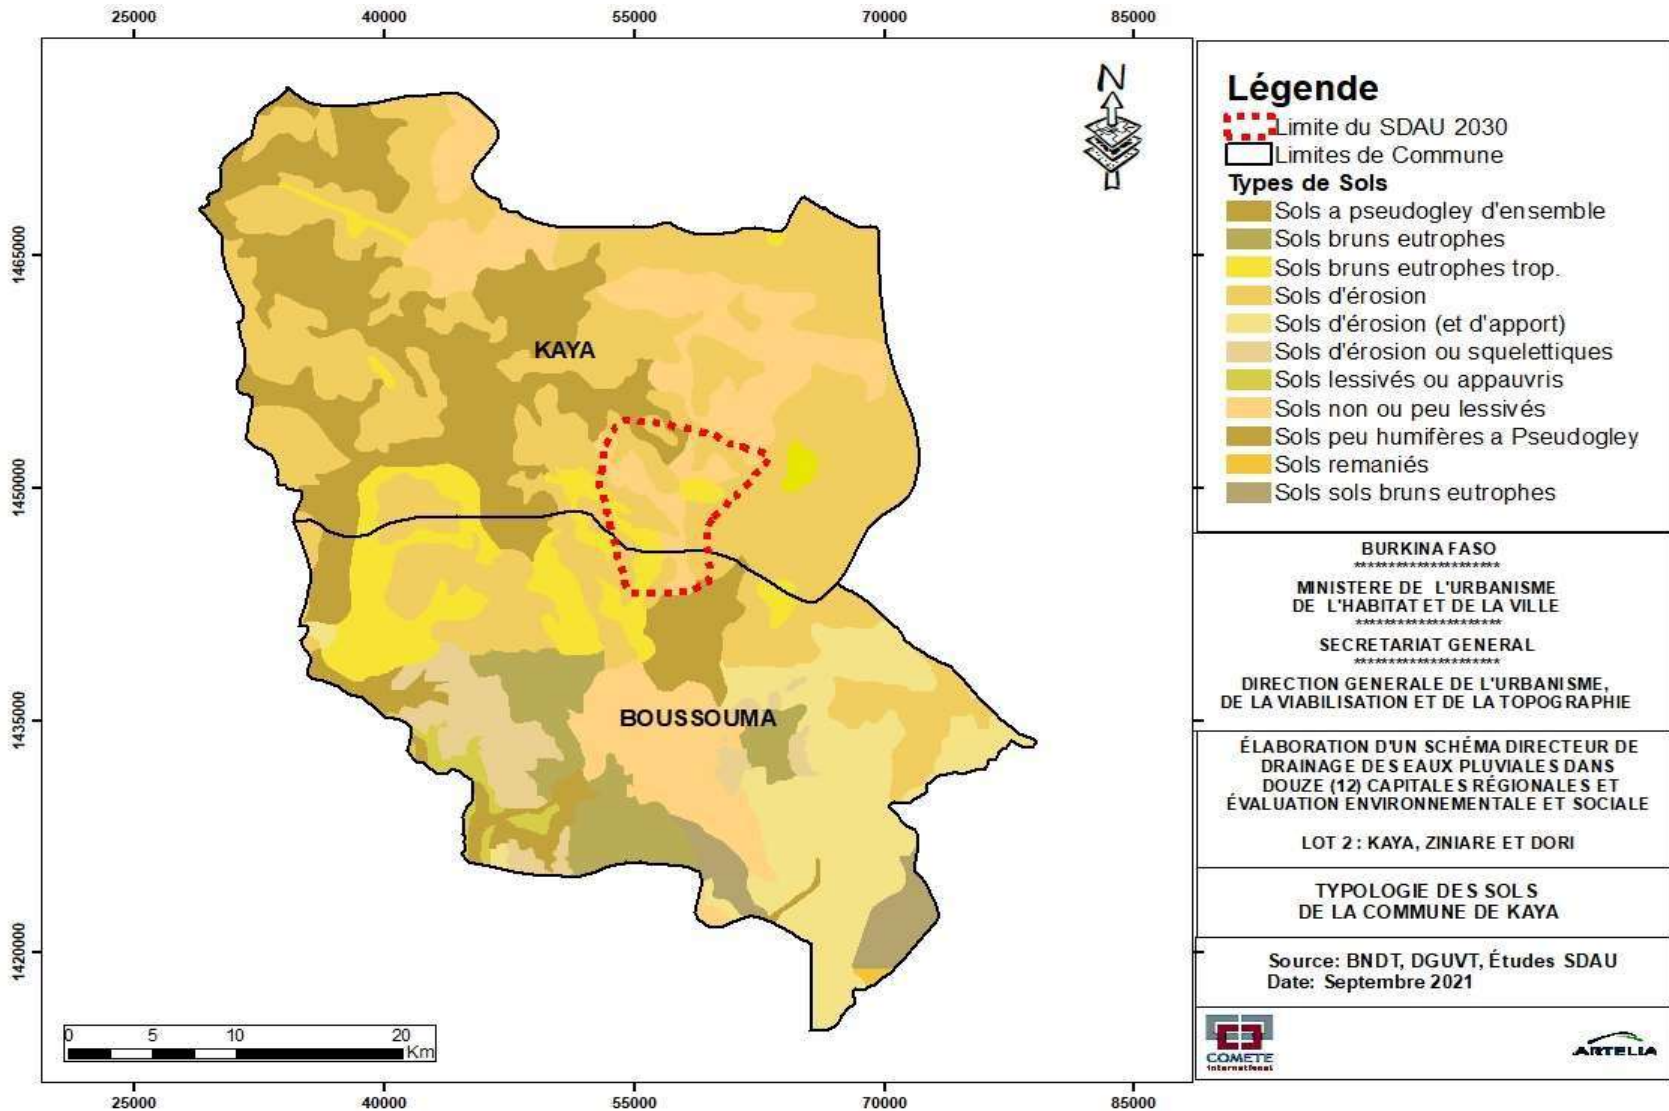 25000 40000 55000 70000 85000
N
1465000
1450000
1435000
1420000
KAYA
BOUSSOUMA
0 5 10 20
Km
25000 40000 55000 70000 85000
Légende
Limite du SDAU 2030
Limites de Commune
Types de Sols
Sols a pseudogley d'ensemble
Sols bruns eutrophes
Sols bruns eutrophes trop.
Sols d'érosion
Sols d'érosion (et d'apport)
Sols d'érosion ou squelettiques
Sols lessivés ou appauvris
Sols non ou peu lessivés
Sols peu humifères a Pseudogley
Sols remaniés
Sols sols bruns eutrophes
BURKINA FASO
*********************
MINISTERE DE L'URBANISME
DE L'HABITAT ET DE LA VILLE
*********************
SECRETARIAT GENERAL
*********************
DIRECTION GENERALE DE L'URBANISME,
DE LA VIABILISATION ET DE LA TOPOGRAPHIE
ÉLABORATION D'UN SCHÉMA DIRECTEUR DE
DRAINAGE DES EAUX PLUVIALES DANS
DOUZE (12) CAPITALES RÉGIONALES ET
ÉVALUATION ENVIRONNEMENTALE ET SOCIALE
LOT 2 : KAYA, ZINIARE ET DORI
TYPOLOGIE DES SOLS
DE LA COMMUNE DE KAYA
Source: BNDT, DGUVT, Études SDAU
Date: Septembre 2021
COMETE
International
ARTELIA